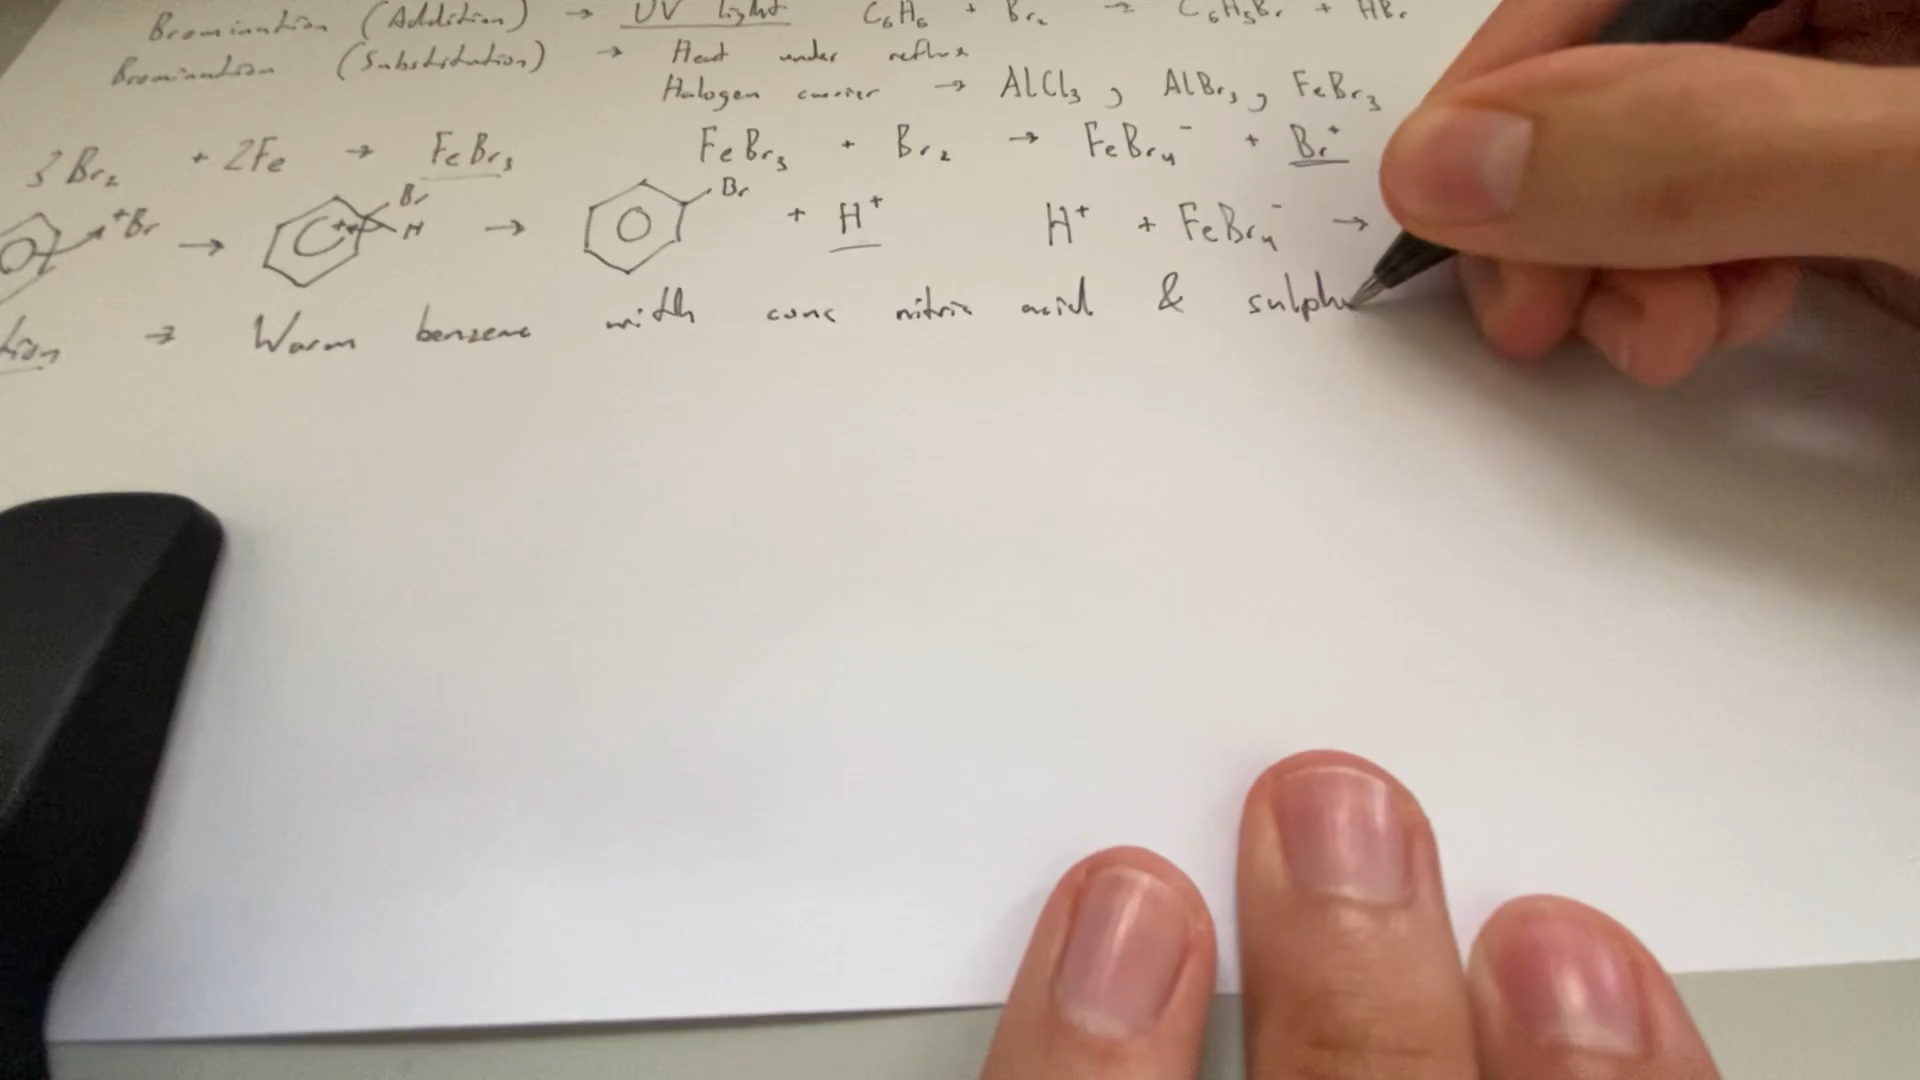 Bromination (Addition) → UV light C₆H₆ + Br₂ → C₆H₅Br + HBr
Bromination (Substitution) → Heat under reflux
Halogen carrier → AlCl₃, AlBr₃, FeBr₃
3Br₂ + 2Fe → FeBr₃ FeBr₃ + Br₂ → FeBr₄⁻ + Br⁺
⁺Br → Br H + → Br + H⁺ H⁺ + FeBr₄⁻ →
→ Warm benzene with conc nitric acid & sulphu